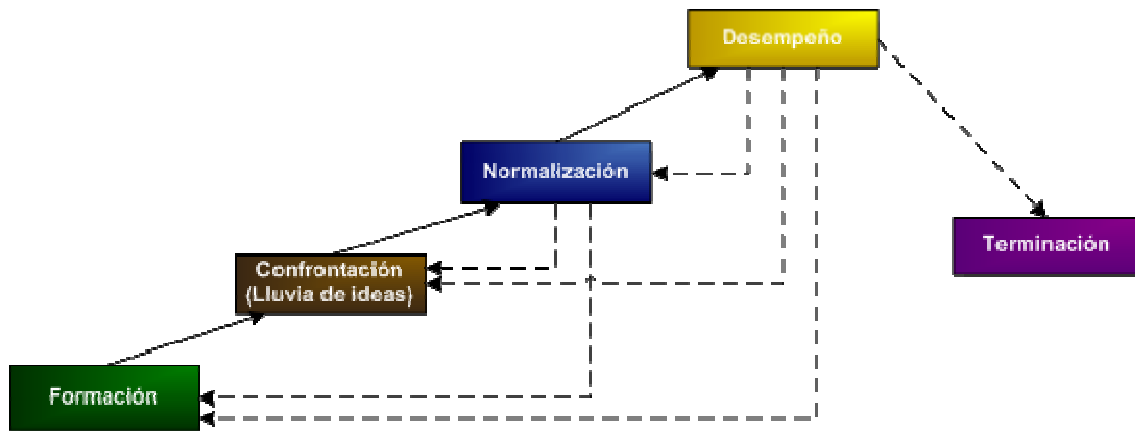 Desempeño
Normalización
Terminación
Confrontación
(Lluvia de ideas)
Formación